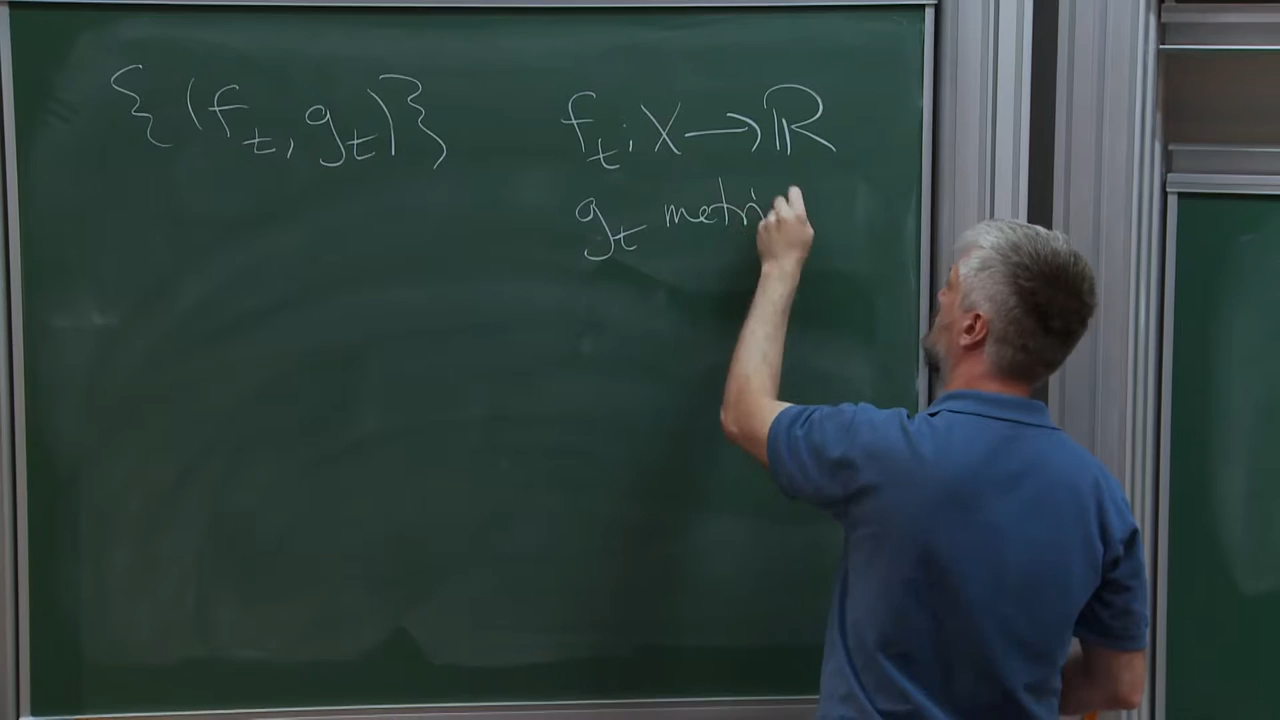 {(f_t, g_t)}
f_t : X → ℝ
g_t metri